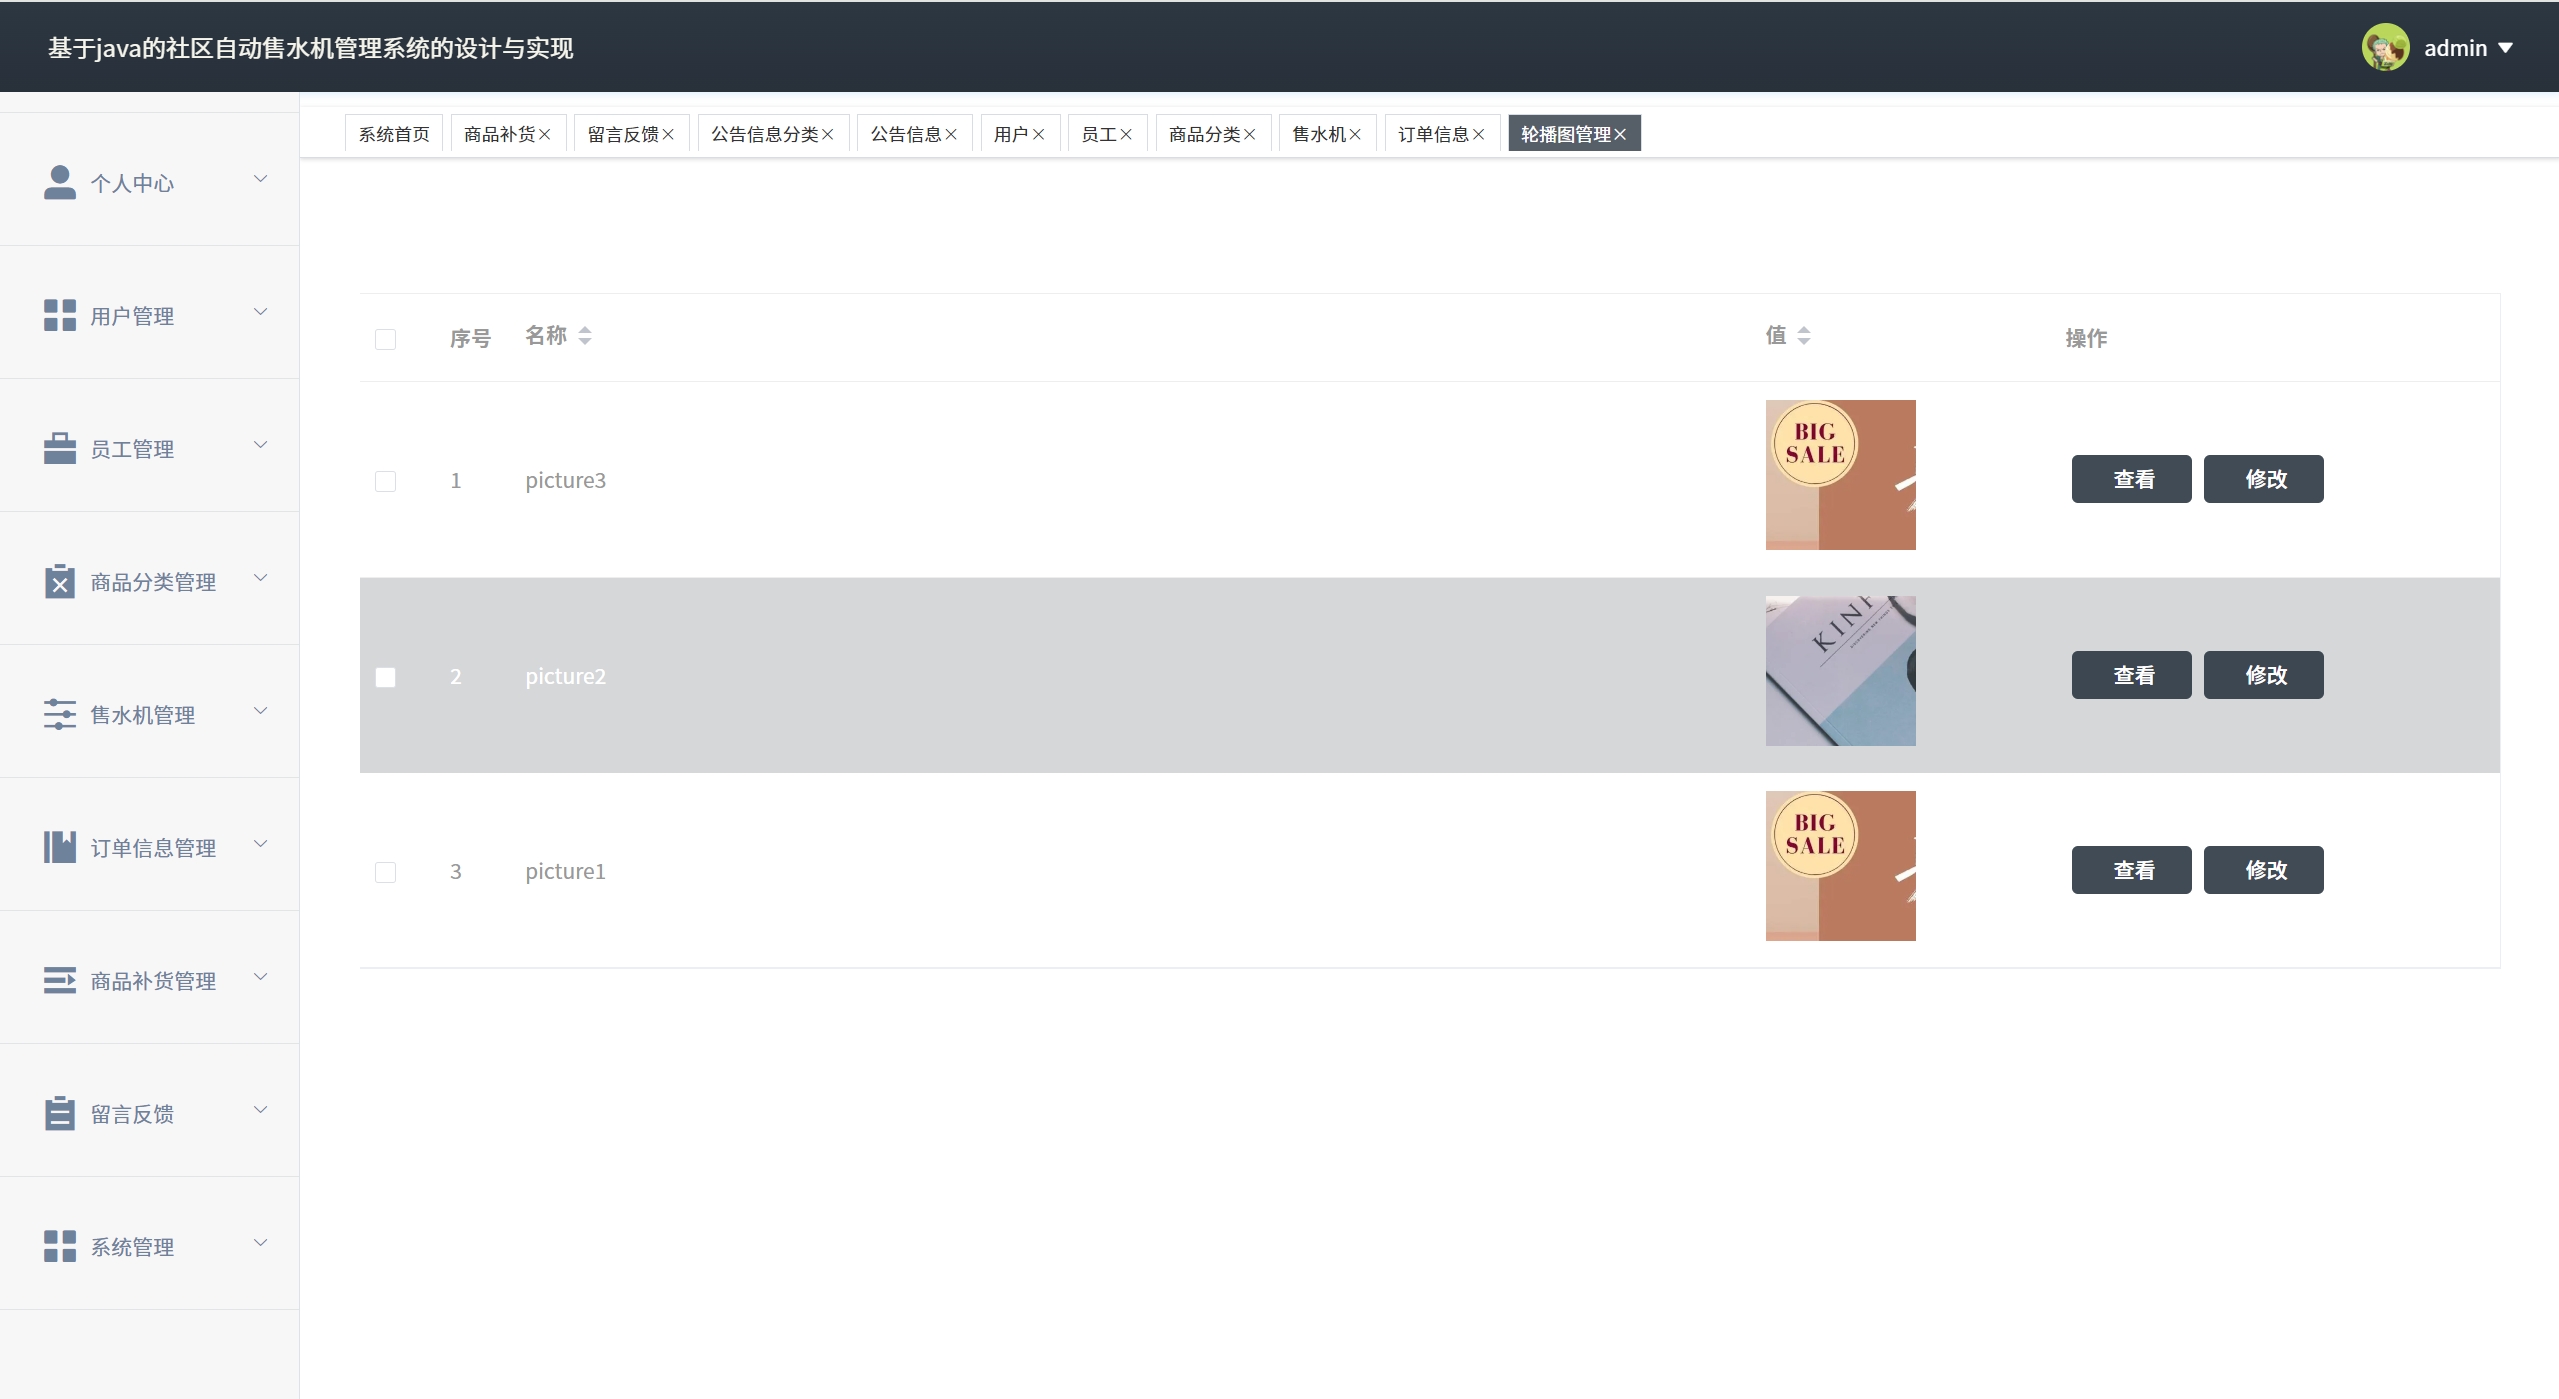 基于java的社区自动售水机管理系统的设计与实现
admin
系统首页 商品补货 留言反馈 公告信息分类 公告信息 用户 员工 商品分类 售水机 订单信息 轮播图管理
个人中心
用户管理
员工管理
商品分类管理
售水机管理
订单信息管理
商品补货管理
留言反馈
系统管理
序号 名称 值 操作
1 picture3 查看 修改
BIG
SALE
2 picture2 查看 修改
3 picture1 查看 修改
BIG
SALE